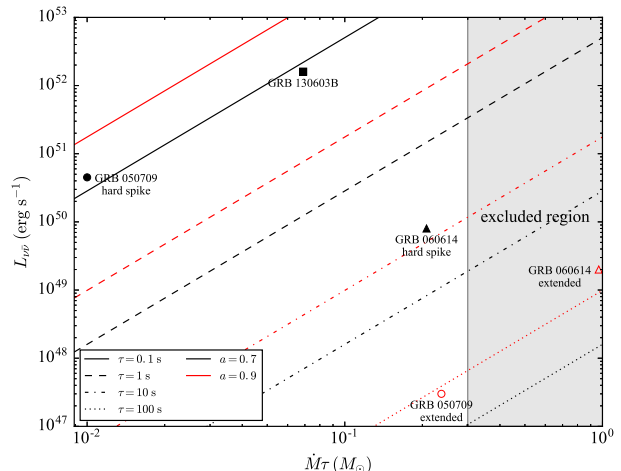 10^53
10^52
10^51
10^50
10^49
10^48
10^47
L_νν̄ (erg s^−1)
GRB 130603B
GRB 050709
hard spike
GRB 060614
hard spike
excluded region
GRB 060614
extended
GRB 050709
extended
τ = 0.1 s
τ = 1 s
τ = 10 s
τ = 100 s
a = 0.7
a = 0.9
10^−2
10^−1
10^0
Ṁτ (M_⊙)